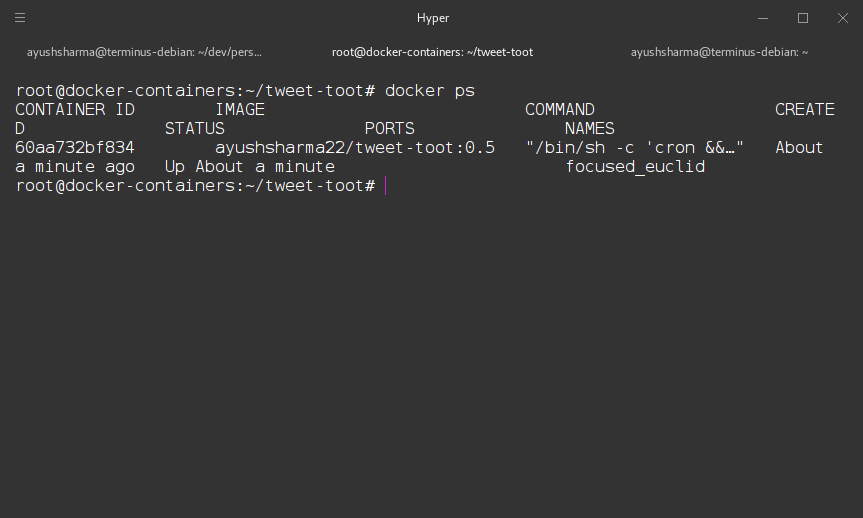 Hyper
ayushsharma@terminus-debian: ~/dev/pers... root@docker-containers: ~/tweet-toot ayushsharma@terminus-debian: ~
root@docker-containers:~/tweet-toot# docker ps
CONTAINER ID        IMAGE                          COMMAND                  CREATE
D              STATUS              PORTS               NAMES
60aa732bf834        ayushsharma22/tweet-toot:0.5   "/bin/sh -c 'cron &&…"   About
a minute ago   Up About a minute                       focused_euclid
root@docker-containers:~/tweet-toot#